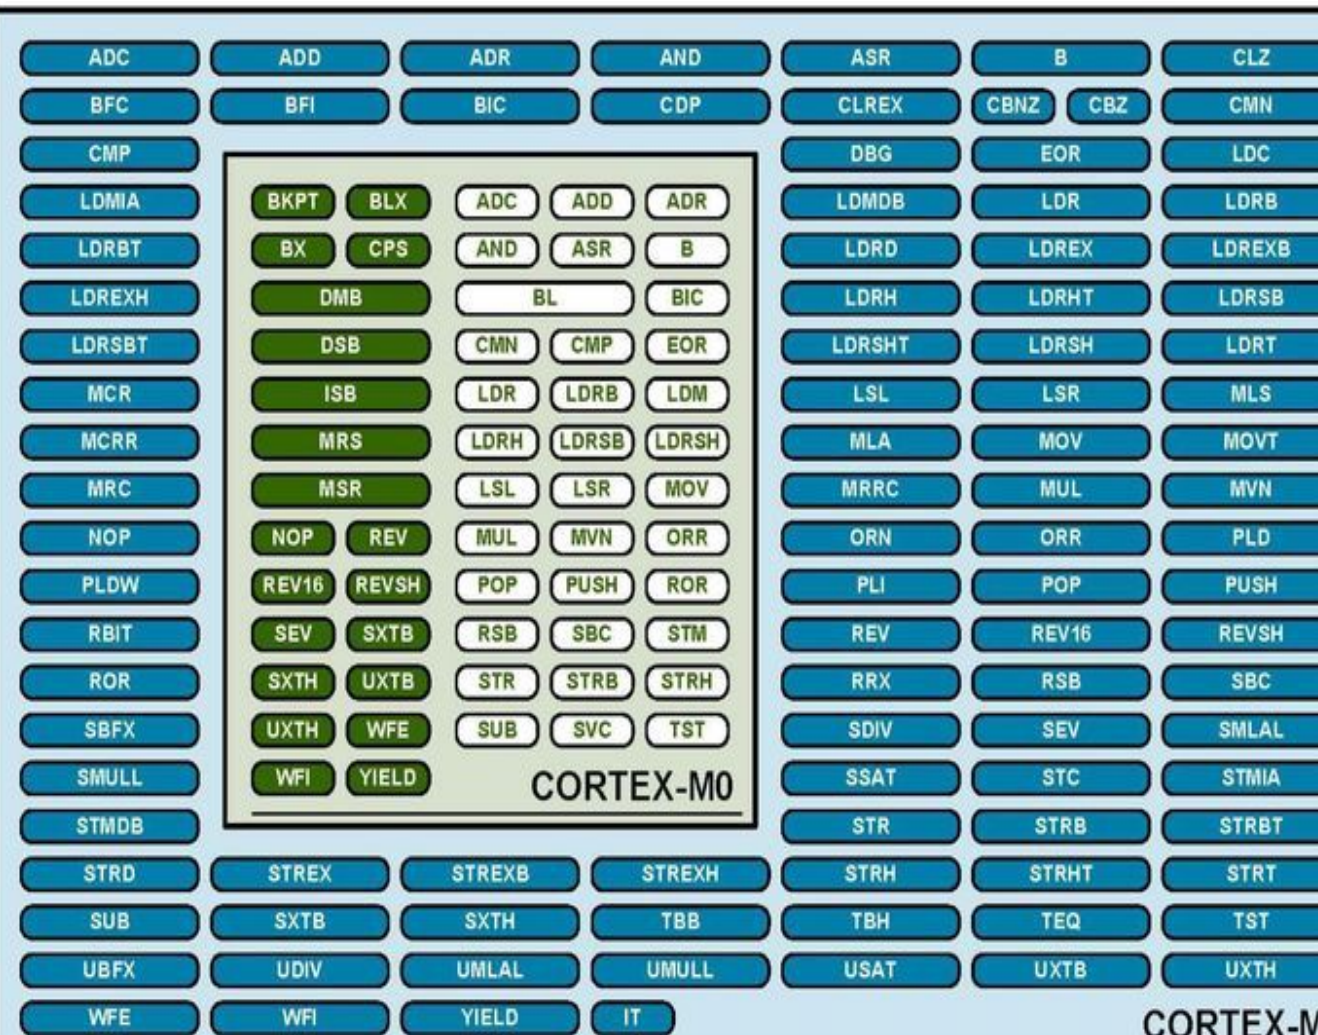 ADC ADD ADR AND ASR B CLZ
BFC BFI BIC CDP CLREX CBNZ CBZ CMN
CMP DBG EOR LDC
LDMIA BKPT BLX ADC ADD ADR LDMDB LDR LDRB
LDRBT BX CPS AND ASR B LDRD LDREX LDREXB
LDREXH DMB BL BIC LDRH LDRHT LDRSB
LDRSBT DSB CMN CMP EOR LDRSHT LDRSH LDRT
MCR ISB LDR LDRB LDM LSL LSR MLS
MCRR MRS LDRH LDRSB LDRSH MLA MOV MOVT
MRC MSR LSL LSR MOV MRRC MUL MVN
NOP NOP REV MUL MVN ORR ORN ORR PLD
PLDW REV16 REVSH POP PUSH ROR PLI POP PUSH
RBIT SEV SXTB RSB SBC STM REV REV16 REVSH
ROR SXTH UXTB STR STRB STRH RRX RSB SBC
SBFX UXTH WFE SUB SVC TST SDIV SEV SMLAL
SMULL WFI YIELD CORTEX-M0 SSAT STC STMIA
STMDB STR STRB STRBT
STRD STREX STREXB STREXH STRH STRHT STRT
SUB SXTB SXTH TBB TBH TEQ TST
UBFX UDIV UMLAL UMULL USAT UXTB UXTH
WFE WFI YIELD IT CORTEX-M